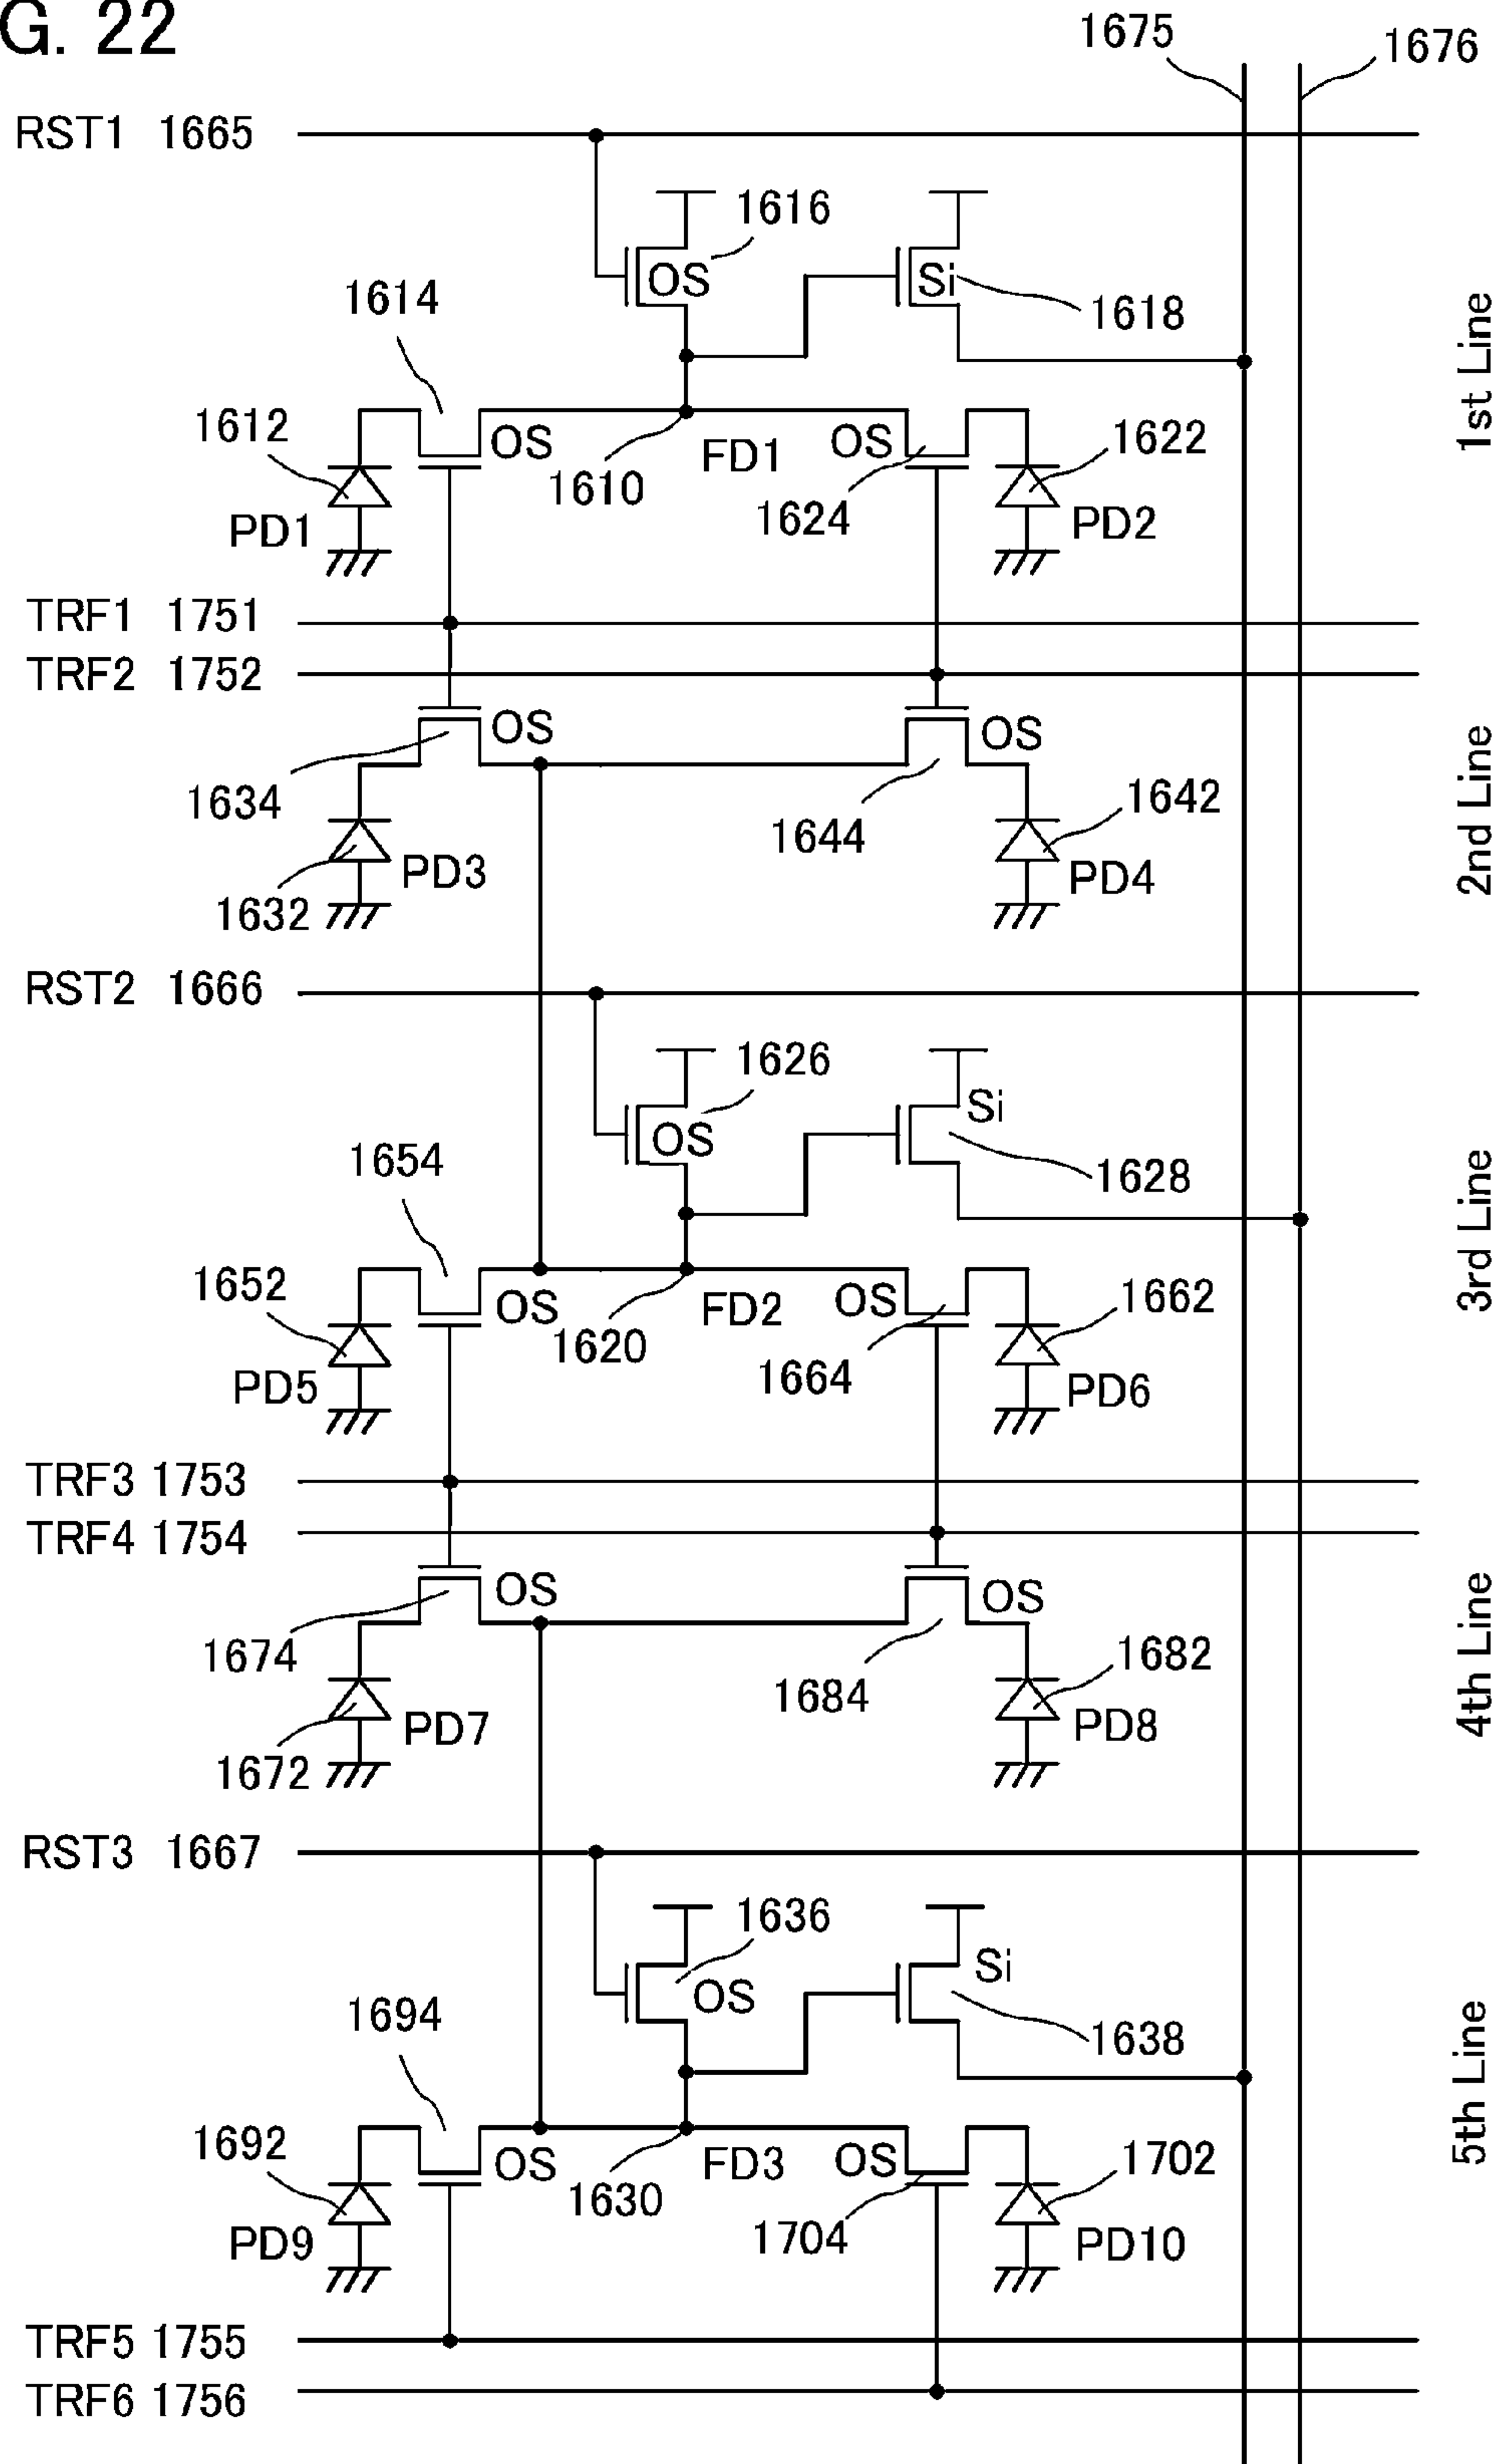 G. 22
1675
1676
RST1 1665
1616
OS
Si
1614
1618
1st Line
1612
OS
FD1
OS
1622
1610
1624
PD1
PD2
TRF1 1751
TRF2 1752
OS
OS
2nd Line
1634
1644
1642
PD3
PD4
1632
RST2 1666
1626
Si
OS
1654
1628
3rd Line
1652
OS
FD2
OS
1662
1620
1664
PD5
PD6
TRF3 1753
TRF4 1754
OS
OS
4th Line
1674
1684
1682
PD7
PD8
1672
RST3 1667
1636
Si
OS
1694
1638
5th Line
1692
OS
FD3
OS
1702
1630
1704
PD9
PD10
TRF5 1755
TRF6 1756